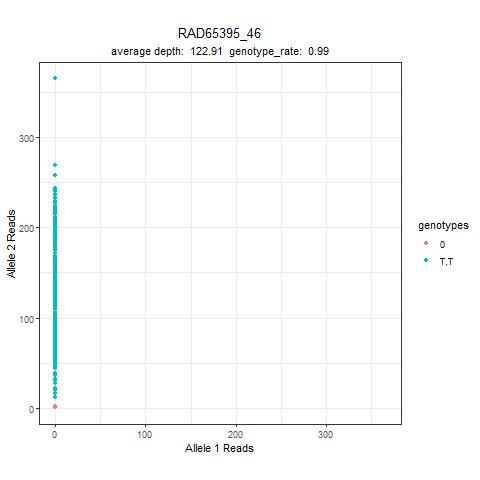 RAD65395_46
average depth:  122.91  genotype_rate:  0.99
300
200
100
0
Allele 2 Reads
0 100 200 300
Allele 1 Reads
genotypes
0
T,T